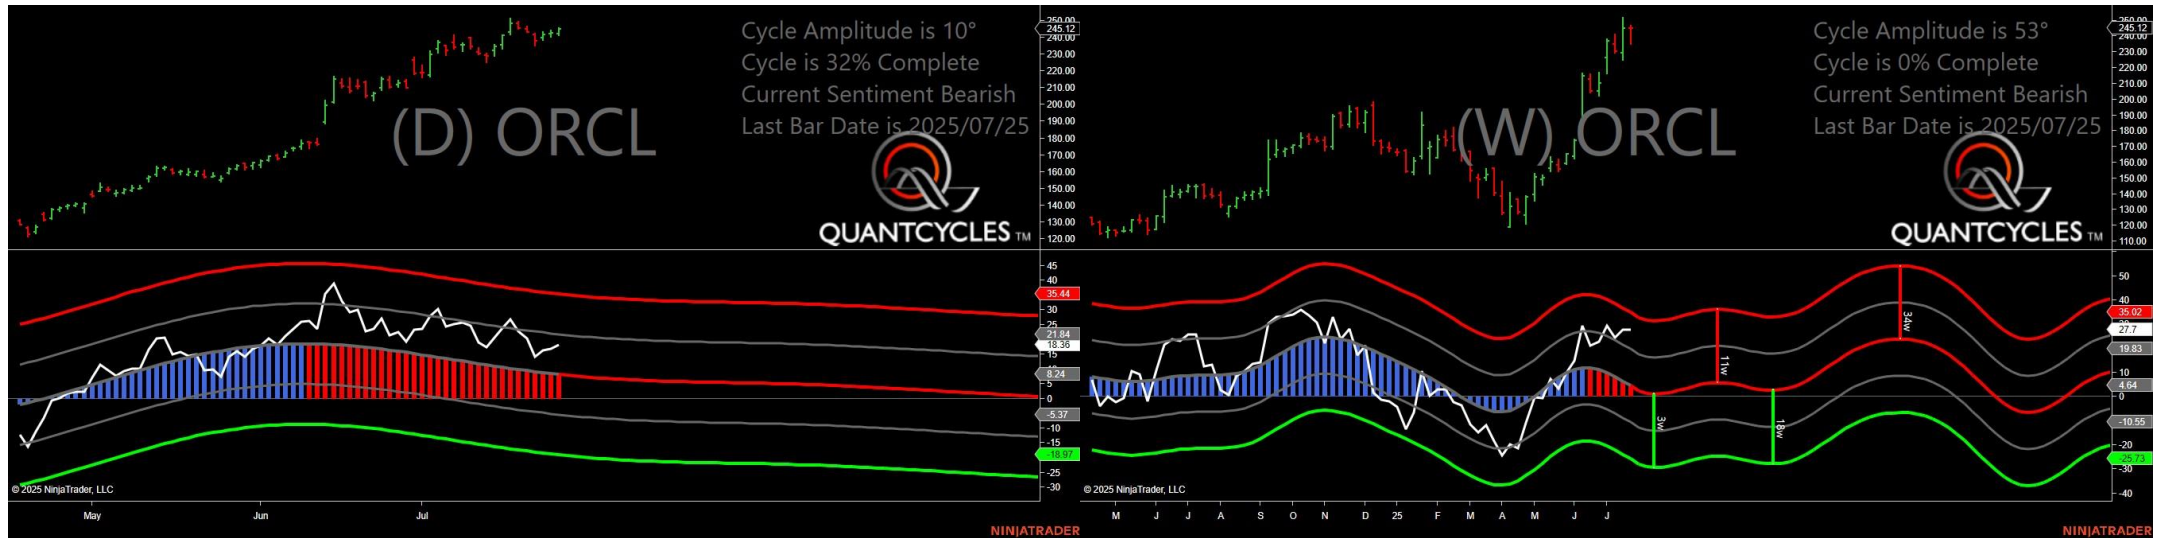 Cycle Amplitude is 10°
Cycle is 32% Complete
Current Sentiment Bearish
Last Bar Date is 2025/07/25
(D) ORCL
QUANTCYCLES TM
250.00
245.12
240.00
230.00
220.00
210.00
200.00
190.00
180.00
170.00
160.00
150.00
140.00
130.00
120.00
45
40
35.44
30
25
21.84
18.36
15
8.24
5
0
-5.37
-10
-15
-18.97
-25
-30
© 2025 NinjaTrader, LLC
May Jun Jul
NINJATRADER
Cycle Amplitude is 53°
Cycle is 0% Complete
Current Sentiment Bearish
Last Bar Date is 2025/07/25
(W) ORCL
QUANTCYCLES TM
260.00
245.12
240.00
230.00
220.00
210.00
200.00
190.00
180.00
170.00
160.00
150.00
140.00
130.00
120.00
110.00
50
40
35.02
27.7
19.83
10
4.64
0
-10.55
-20
-25.73
-30
-40
3w
11w
18w
34w
© 2025 NinjaTrader, LLC
M J J A S O N D 25 F M A M J J
NINJATRADER